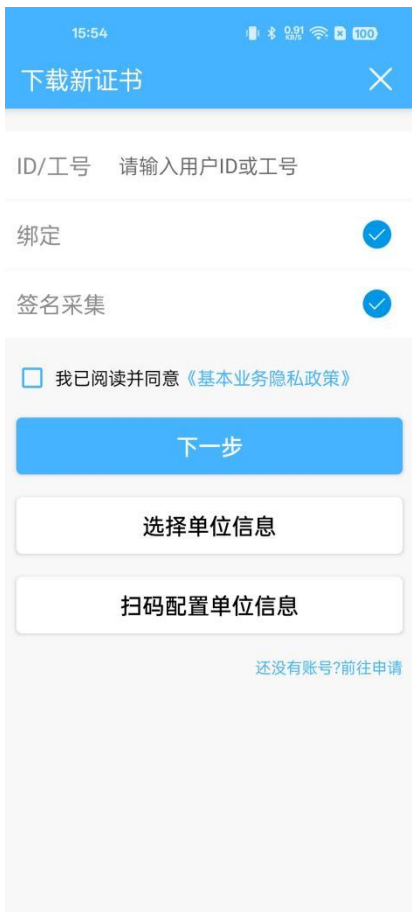 15:54 0.91 KB/S 100
下载新证书
ID/工号 请输入用户ID或工号
绑定
签名采集
我已阅读并同意《基本业务隐私政策》
下一步
选择单位信息
扫码配置单位信息
还没有账号?前往申请